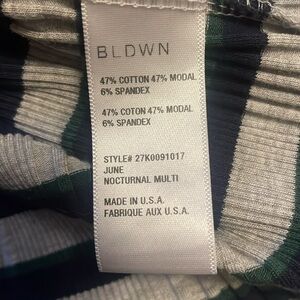 BLDWN
47% COTTON 47% MODAL
6% SPANDEX
47% COTON 47% MODAL
6% SPANDEX
STYLE# 27K0091017
JUNE
NOCTURNAL MULTI
MADE IN U.S.A.
FABRIQUE AUX U.S.A.